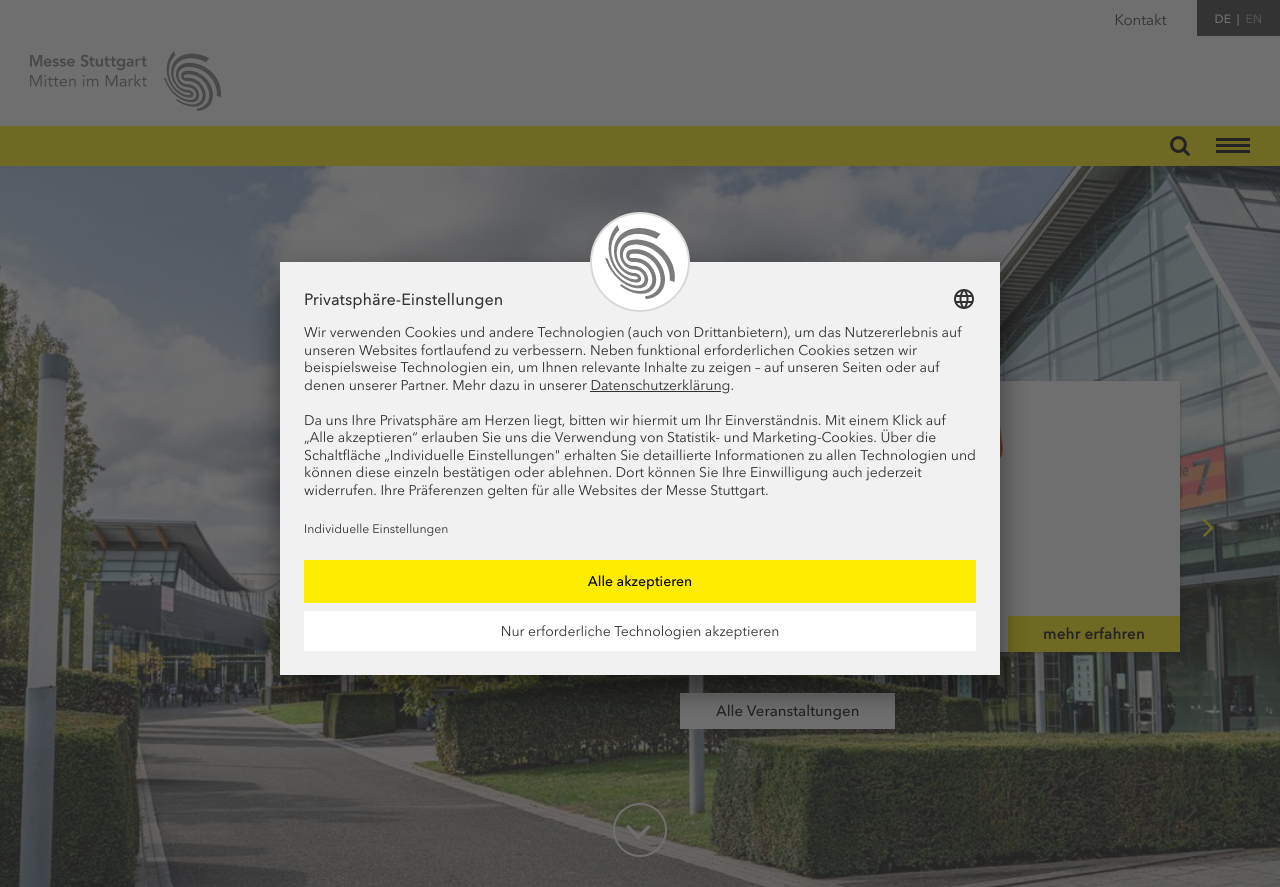 Kontakt
DE | EN
Messe Stuttgart
Mitten im Markt
Privatsphäre-Einstellungen
Wir verwenden Cookies und andere Technologien (auch von Drittanbietern), um das Nutzererlebnis auf
unseren Websites fortlaufend zu verbessern. Neben funktional erforderlichen Cookies setzen wir
beispielsweise Technologien ein, um Ihnen relevante Inhalte zu zeigen – auf unseren Seiten oder auf
denen unserer Partner. Mehr dazu in unserer Datenschutzerklärung.
Da uns Ihre Privatsphäre am Herzen liegt, bitten wir hiermit um Ihr Einverständnis. Mit einem Klick auf
„Alle akzeptieren“ erlauben Sie uns die Verwendung von Statistik- und Marketing-Cookies. Über die
Schaltfläche „Individuelle Einstellungen" erhalten Sie detaillierte Informationen zu allen Technologien und
können diese einzeln bestätigen oder ablehnen. Dort können Sie Ihre Einwilligung auch jederzeit
widerrufen. Ihre Präferenzen gelten für alle Websites der Messe Stuttgart.
7
Individuelle Einstellungen
Alle akzeptieren
Nur erforderliche Technologien akzeptieren
mehr erfahren
Alle Veranstaltungen